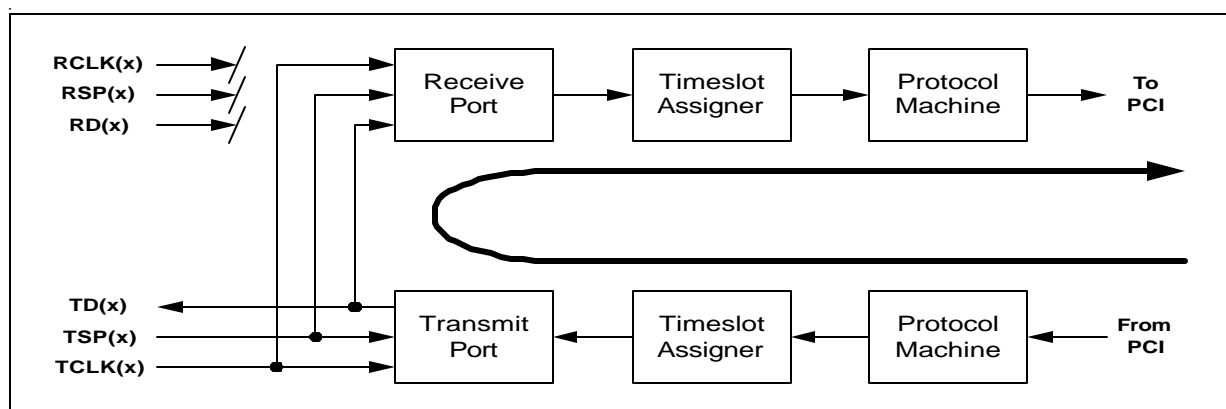 RCLK(x)
RSP(x)
RD(x)
Receive
Port
Timeslot
Assigner
Protocol
Machine
To
PCI
TD(x)
TSP(x)
TCLK(x)
Transmit
Port
Timeslot
Assigner
Protocol
Machine
From
PCI